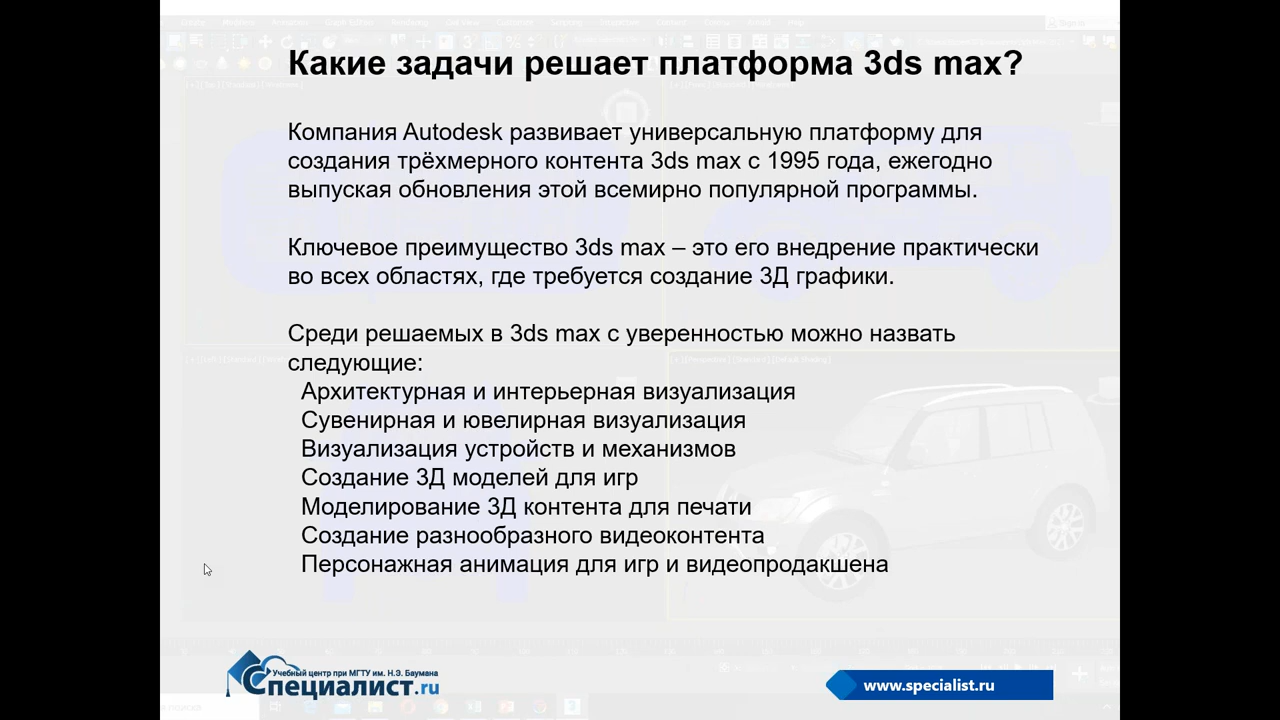 Какие задачи решает платформа 3ds max?
Компания Autodesk развивает универсальную платформу для
создания трёхмерного контента 3ds max с 1995 года, ежегодно
выпуская обновления этой всемирно популярной программы.
Ключевое преимущество 3ds max – это его внедрение практически
во всех областях, где требуется создание 3Д графики.
Среди решаемых в 3ds max с уверенностью можно назвать
следующие:
Архитектурная и интерьерная визуализация
Сувенирная и ювелирная визуализация
Визуализация устройств и механизмов
Создание 3Д моделей для игр
Моделирование 3Д контента для печати
Создание разнообразного видеоконтента
Персонажная анимация для игр и видеопродакшена
Учебный центр при МГТУ им. Н.Э. Баумана
Специалист.ru
www.specialist.ru